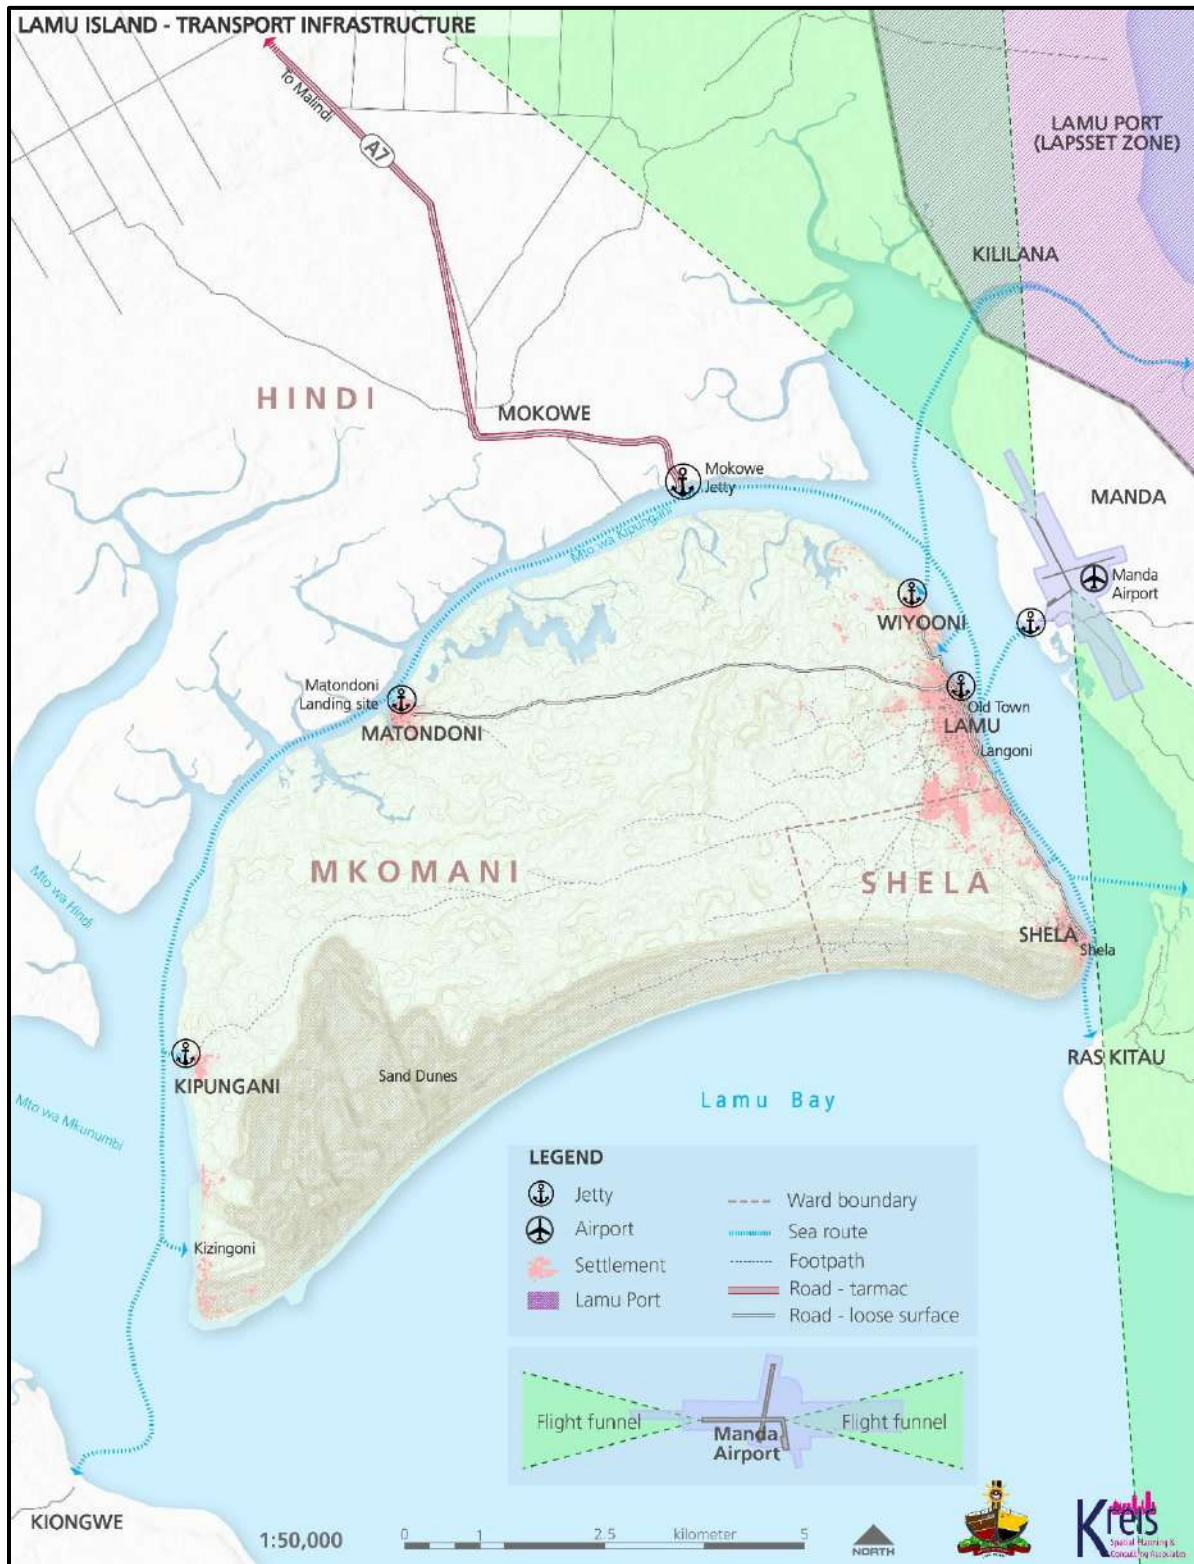 LAMU ISLAND - TRANSPORT INFRASTRUCTURE
To Malindi
A7
LAMU PORT
(LAPSSET ZONE)
KILILANA
HINDI
MOKOWE
Mokowe
Jetty
MANDA
Mto wa Kipungani
Manda
Airport
WIYOONI
Matondoni
Landing site
MATONDONI
Old Town
LAMU
Langoni
MKOMANI
SHELA
Mto wa Hindi
SHELA
Shela
RAS KITAU
KIPUNGANI
Sand Dunes
Mto wa Mkunumbi
Lamu Bay
Kizingoni
LEGEND
Jetty
Airport
Settlement
Lamu Port
Ward boundary
Sea route
Footpath
Road - tarmac
Road - loose surface
Flight funnel
Manda
Airport
Flight funnel
KIONGWE
1:50,000
0 1 2.5 kilometer 5
NORTH
Kreis
Spatial Planning &
Consulting Associates